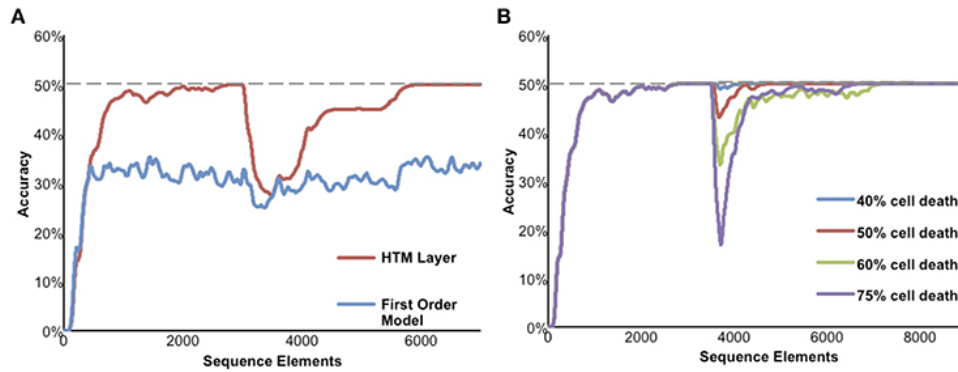 A
60%
50%
40%
30%
20%
10%
0%
Accuracy
0
2000
4000
6000
Sequence Elements
HTM Layer
First Order
Model
B
60%
50%
40%
30%
20%
10%
0%
Accuracy
0
2000
4000
6000
8000
Sequence Elements
40% cell death
50% cell death
60% cell death
75% cell death